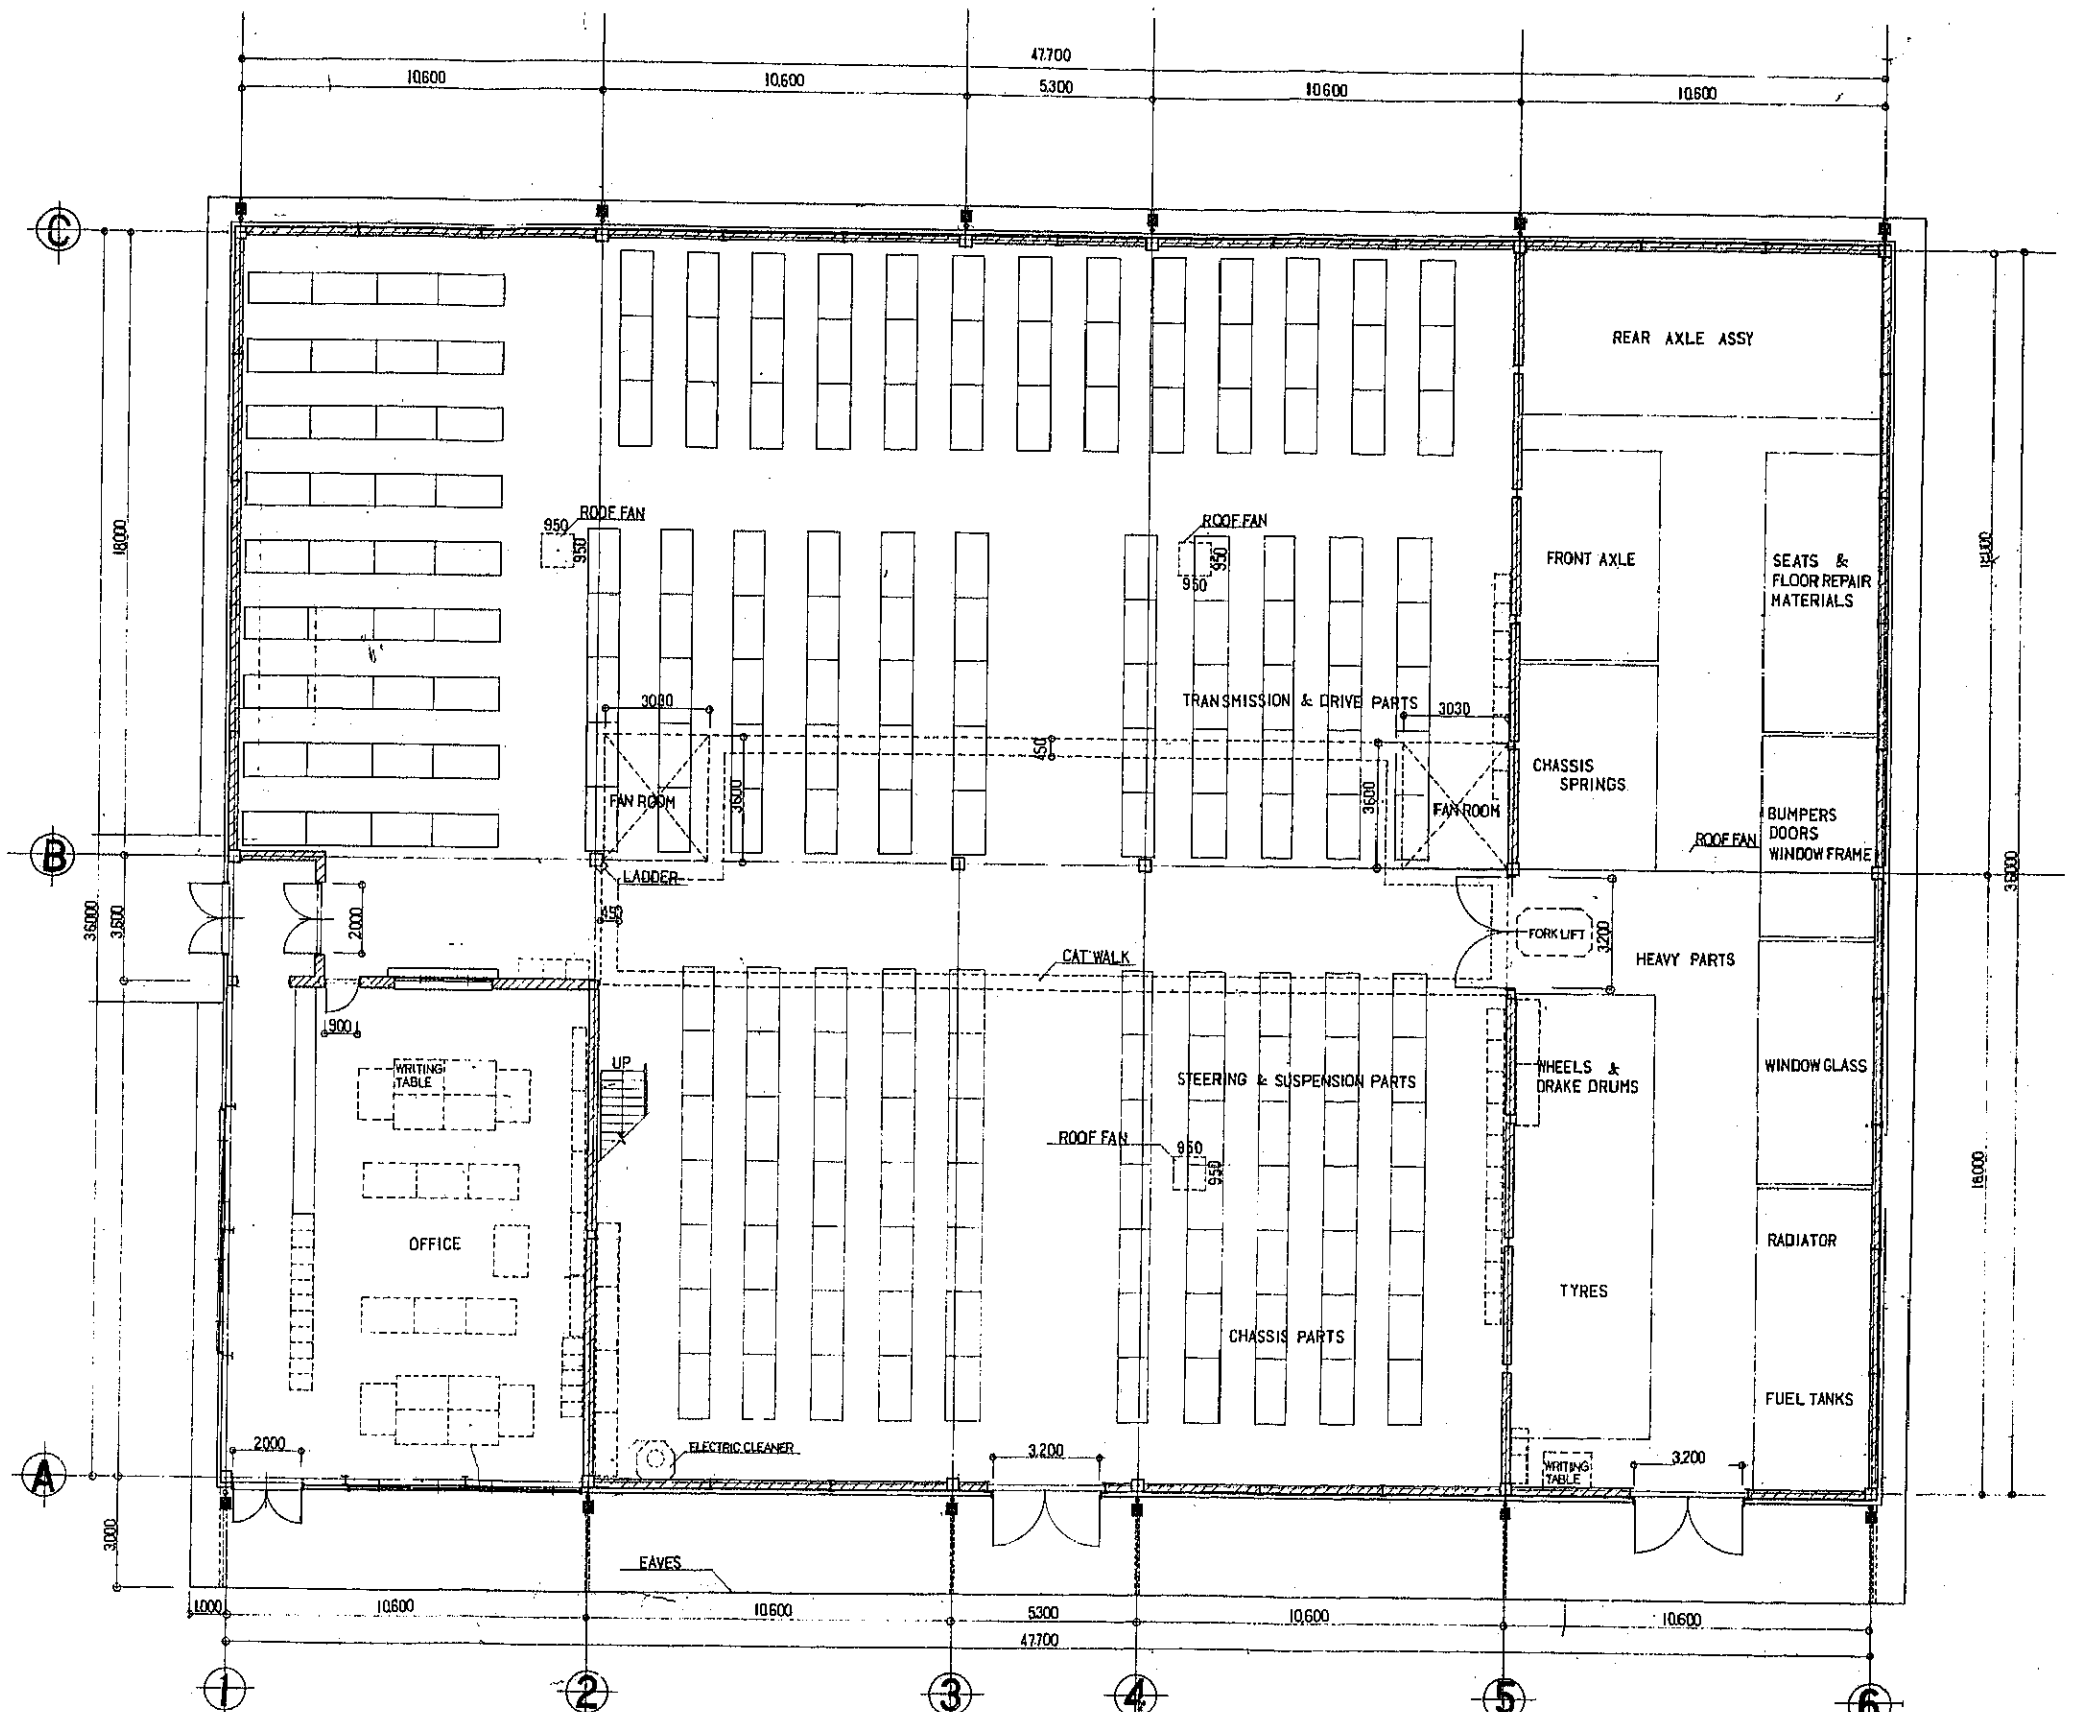 47.700
10.600
10.600
5.300
10.600
10.600
C
REAR AXLE ASSY
ROOF FAN
950
950
ROOF FAN
950
950
18.000
FRONT AXLE
SEATS &
FLOOR REPAIR
MATERIALS
3030
TRANSMISSION & DRIVE PARTS
3030
450
3600
3600
FAN ROOM
FAN ROOM
CHASSIS
SPRINGS
BUMPERS
DOORS
WINDOW FRAME
ROOF FAN
B
LADDER
450
2000
36.000
3.600
36.000
FORK LIFT
3.200
CAT WALK
HEAVY PARTS
900
WRITING
TABLE
UP
STEERING & SUSPENSION PARTS
WHEELS &
DRAKE DRUMS
WINDOW GLASS
ROOF FAN
950
950
OFFICE
RADIATOR
TYRES
CHASSIS PARTS
FUEL TANKS
2000
ELECTRIC CLEANER
3.200
WRITING
TABLE
3.200
A
3.000
EAVES
1.000
10.600
10.600
5.300
10.600
10.600
47.700
1
2
3
4
5
6